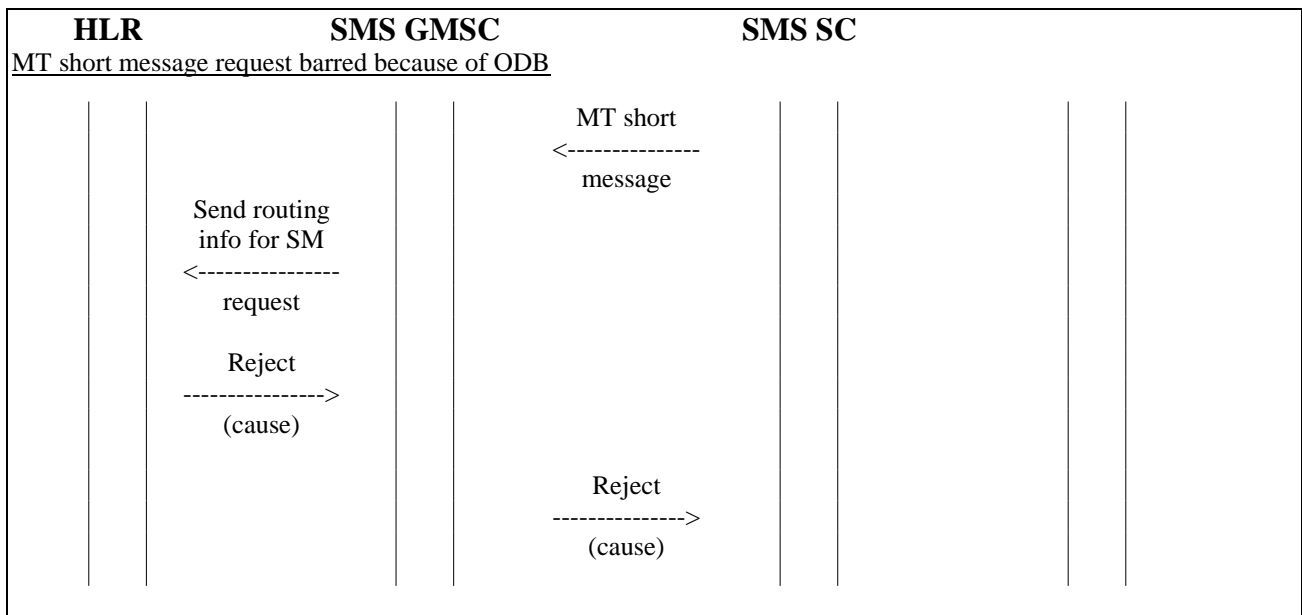 HLR SMS GMSC SMS SC
MT short message request barred because of ODB
MT short
<---------------
message
Send routing
info for SM
<----------------
request
Reject
---------------->
(cause)
Reject
--------------->
(cause)